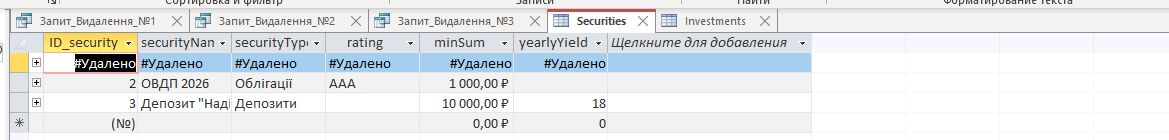 Сортировка и фильтр Записи Найти Форматирование текста
Запит_Видалення_№1 Запит_Видалення_№2 Запит_Видалення_№3 Securities Investments
ID_security securityNan securityType rating minSum yearlyYield Щелкните для добавления
#Удалено #Удалено #Удалено #Удалено #Удалено #Удалено
2 ОВДП 2026 Облігації AAA 1 000,00 ₽
3 Депозит "Наді Депозити 10 000,00 ₽ 18
(№) 0,00 ₽ 0